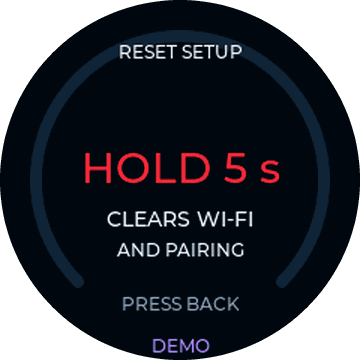 RESET SETUP
HOLD 5 s
CLEARS WI-FI
AND PAIRING
PRESS BACK
DEMO